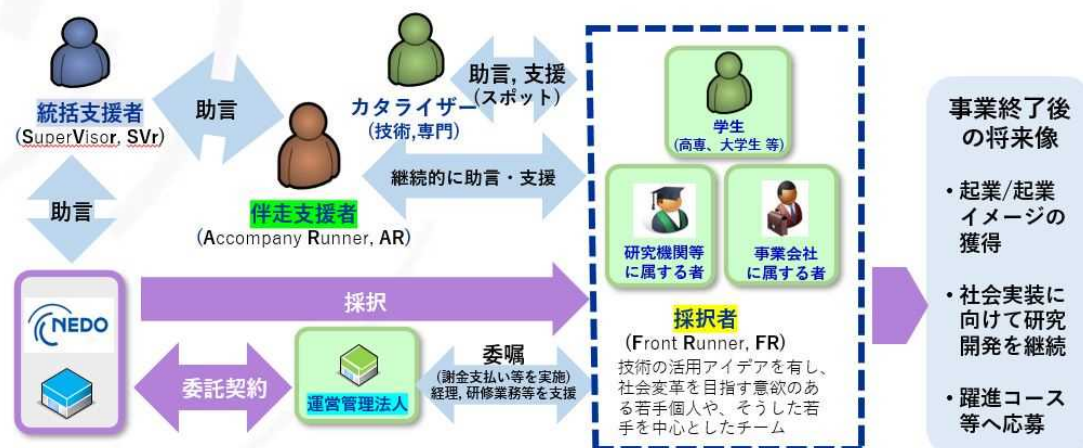 統括支援者
(SuperVisor, SVr)
助言
助言
カタライザー
(技術,専門)
助言, 支援
(スポット)
継続的に助言・支援
伴走支援者
(Accompany Runner, AR)
NEDO
採択
委託契約
運営管理法人
委嘱
(謝金支払い等を実施)
経理, 研修業務等を支援
学生
(高専、大学生 等)
研究機関等
に属する者
事業会社
に属する者
採択者
(Front Runner, FR)
技術の活用アイデアを有し、
社会変革を目指す意欲のあ
る若手個人や、そうした若
手を中心としたチーム
事業終了後
の将来像
・起業/起業
イメージの
獲得
・社会実装に
向けて研究
開発を継続
・躍進コース
等へ応募